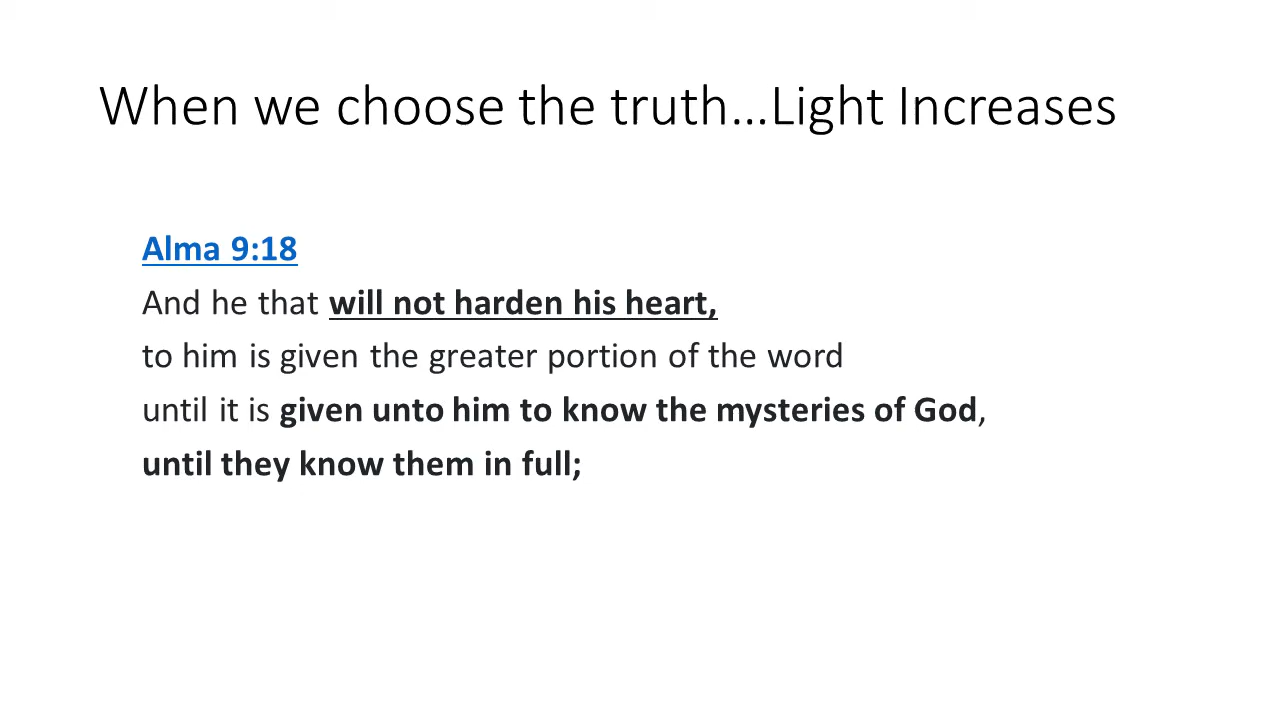 When we choose the truth...Light Increases
Alma 9:18
And he that will not harden his heart,
to him is given the greater portion of the word
until it is given unto him to know the mysteries of God,
until they know them in full;